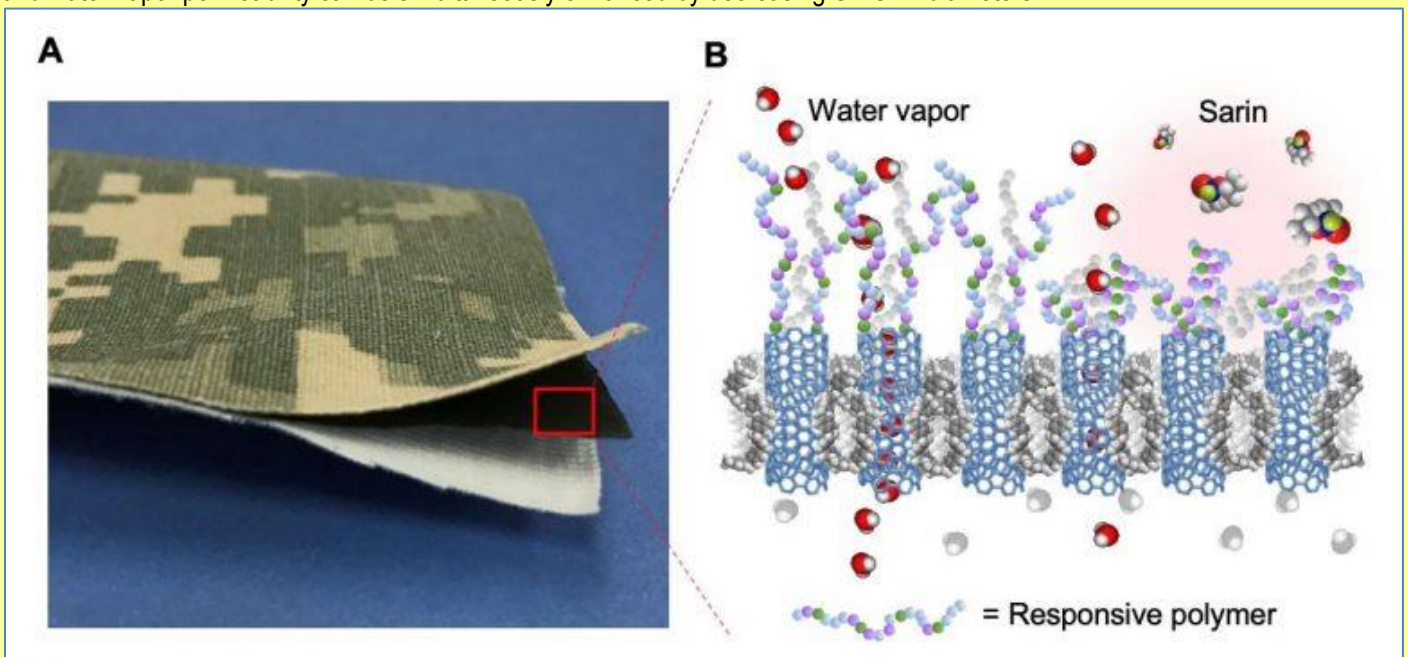 A
B
Water vapor
Sarin
= Responsive polymer